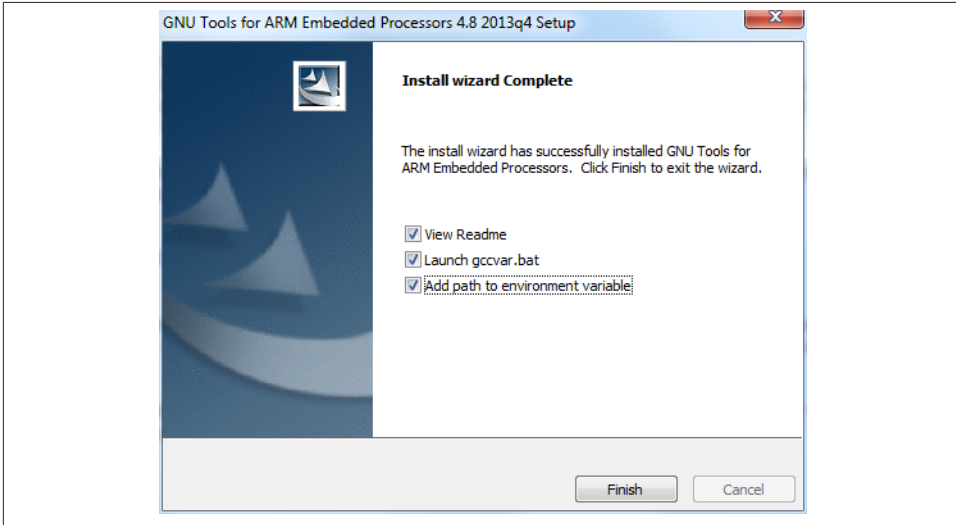 GNU Tools for ARM Embedded Processors 4.8 2013q4 Setup
Install wizard Complete
The install wizard has successfully installed GNU Tools for
ARM Embedded Processors.  Click Finish to exit the wizard.
View Readme
Launch gccvar.bat
Add path to environment variable
Finish
Cancel